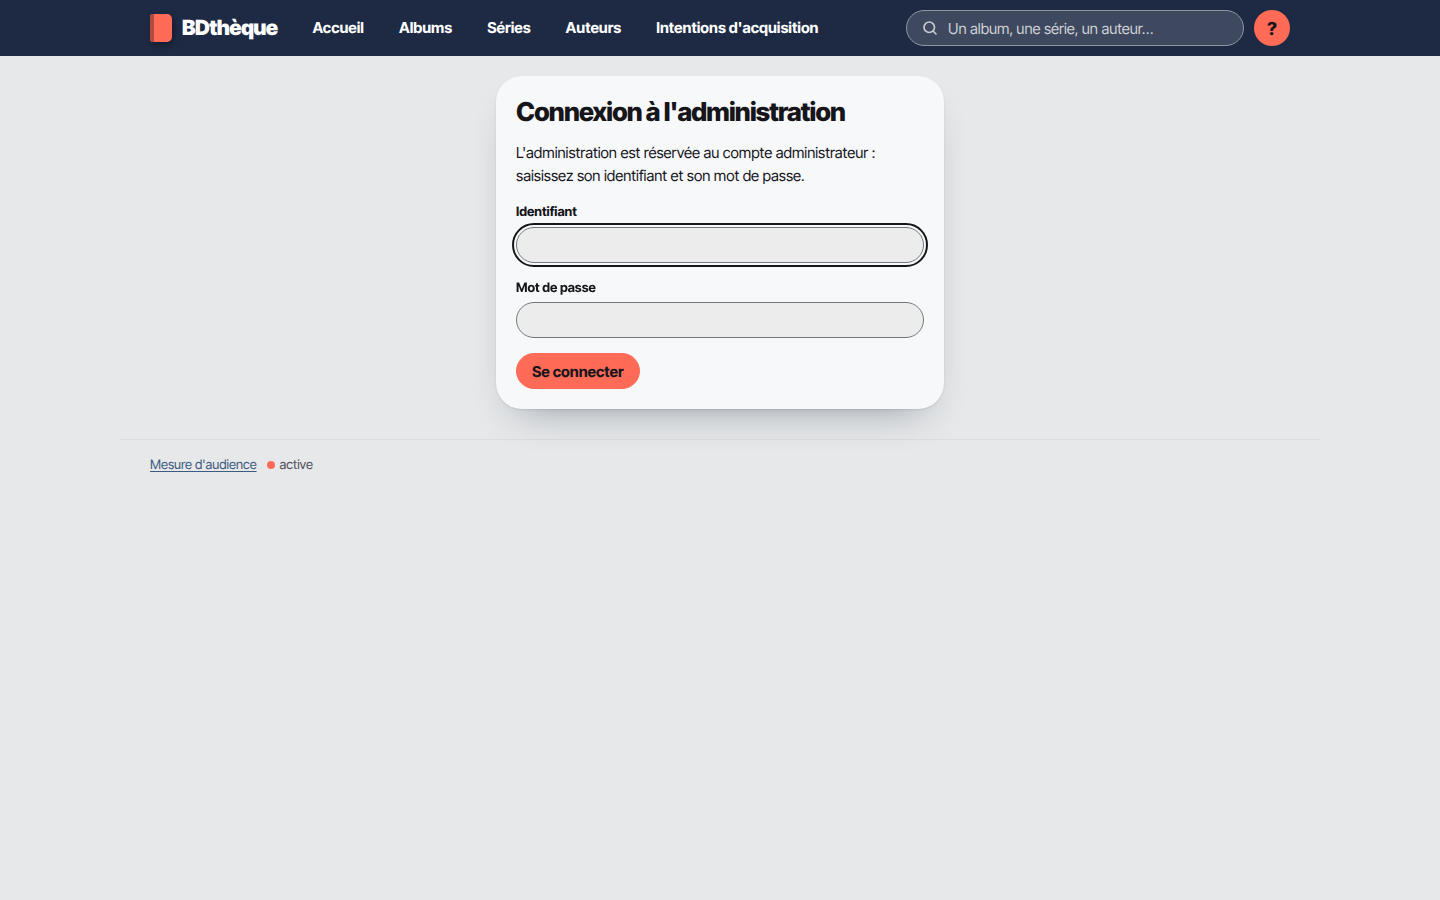 BDthèque
Accueil
Albums
Séries
Auteurs
Intentions d'acquisition
Un album, une série, un auteur...
?
Connexion à l'administration
L'administration est réservée au compte administrateur :
saisissez son identifiant et son mot de passe.
Identifiant
Mot de passe
Se connecter
Mesure d'audience
active